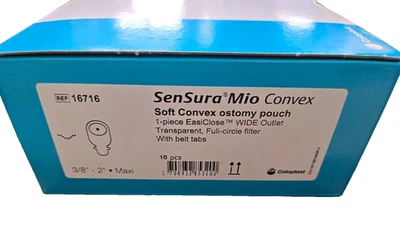 REF 16716
SenSura® Mio Convex
Soft Convex ostomy pouch
1-piece EasiClose™ WIDE Outlet
Transparent, Full-circle filter
With belt tabs
10 pcs
3/8" - 2" • Maxi
Coloplast